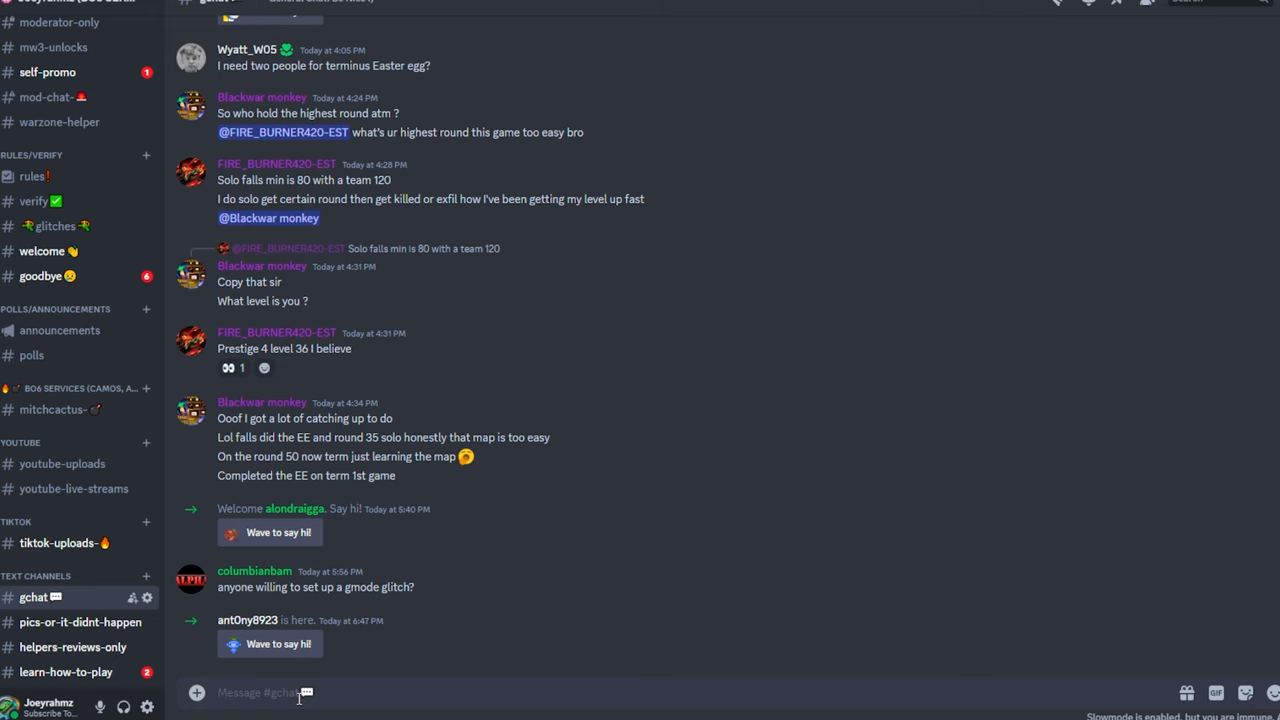 moderator-only
mw3-unlocks
self-promo
1
mod-chat-
warzone-helper
RULES/VERIFY
rules
verify
glitches
welcome
goodbye
6
POLLS/ANNOUNCEMENTS
announcements
polls
BO6 SERVICES (CAMOS, A...
mitchcactus-
YOUTUBE
youtube-uploads
youtube-live-streams
TIKTOK
tiktok-uploads-
TEXT CHANNELS
gchat
pics-or-it-didnt-happen
helpers-reviews-only
learn-how-to-play
2
Joeyrahmz
Subscribe To...
Wyatt_W05 Today at 4:05 PM
I need two people for terminus Easter egg?
Blackwar monkey Today at 4:24 PM
So who hold the highest round atm ?
@FIRE_BURNER420-EST what's ur highest round this game too easy bro
FIRE_BURNER420-EST Today at 4:28 PM
Solo falls min is 80 with a team 120
I do solo get certain round then get killed or exfil how I've been getting my level up fast
@Blackwar monkey
@FIRE_BURNER420-EST Solo falls min is 80 with a team 120
Blackwar monkey Today at 4:31 PM
Copy that sir
What level is you ?
FIRE_BURNER420-EST Today at 4:31 PM
Prestige 4 level 36 I believe
1
Blackwar monkey Today at 4:34 PM
Ooof I got a lot of catching up to do
Lol falls did the EE and round 35 solo honestly that map is too easy
On the round 50 now term just learning the map
Completed the EE on term 1st game
Welcome alondraigga. Say hi! Today at 5:40 PM
Wave to say hi!
ALPHA
columbianbam Today at 5:56 PM
anyone willing to set up a gmode glitch?
ant0ny8923 is here. Today at 6:47 PM
Wave to say hi!
Message #gchat
GIF
Slowmode is enabled, but you are immune.